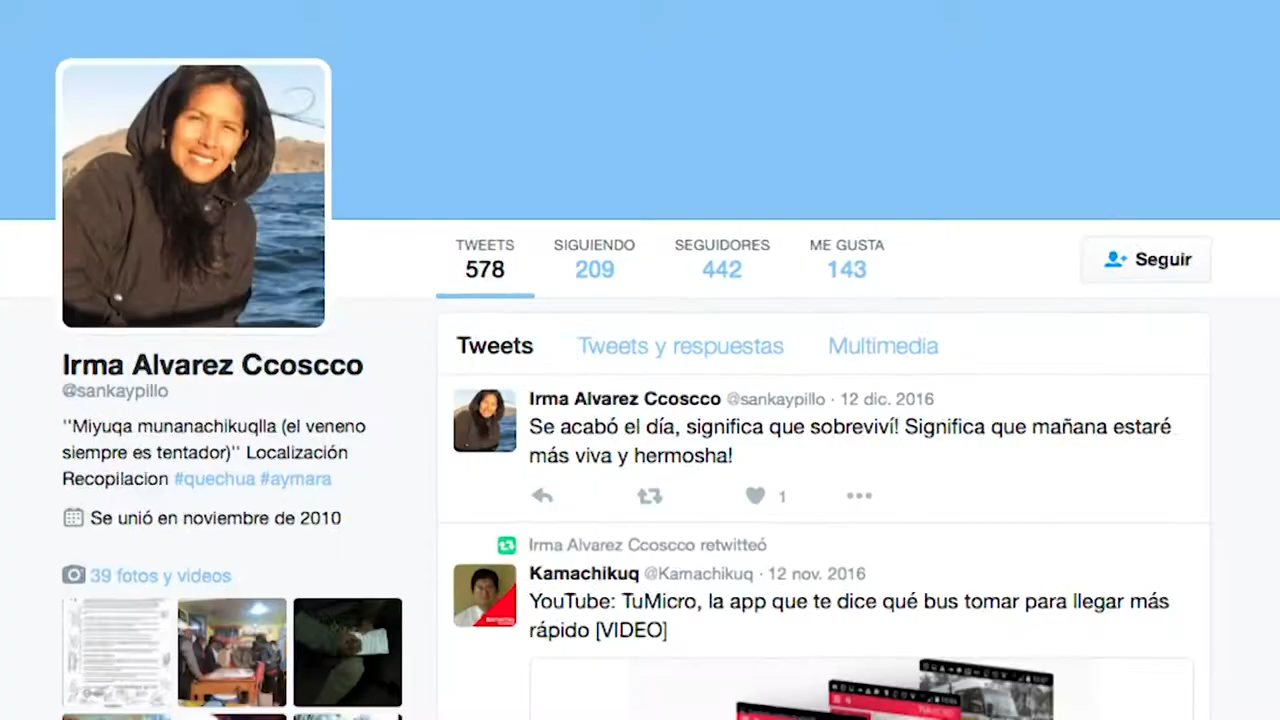 TWEETS
578
SIGUIENDO
209
SEGUIDORES
442
ME GUSTA
143
Seguir
Irma Alvarez Ccoscco
@sankaypillo
''Miyuqa munanachikuqlla (el veneno
siempre es tentador)'' Localización
Recopilacion #quechua #aymara
Se unió en noviembre de 2010
39 fotos y videos
Tweets Tweets y respuestas Multimedia
Irma Alvarez Ccoscco @sankaypillo · 12 dic. 2016
Se acabó el día, significa que sobreviví! Significa que mañana estaré
más viva y hermosha!
1
Irma Alvarez Ccoscco retwitteó
Kamachikuq @Kamachikuq · 12 nov. 2016
YouTube: TuMicro, la app que te dice qué bus tomar para llegar más
rápido [VIDEO]